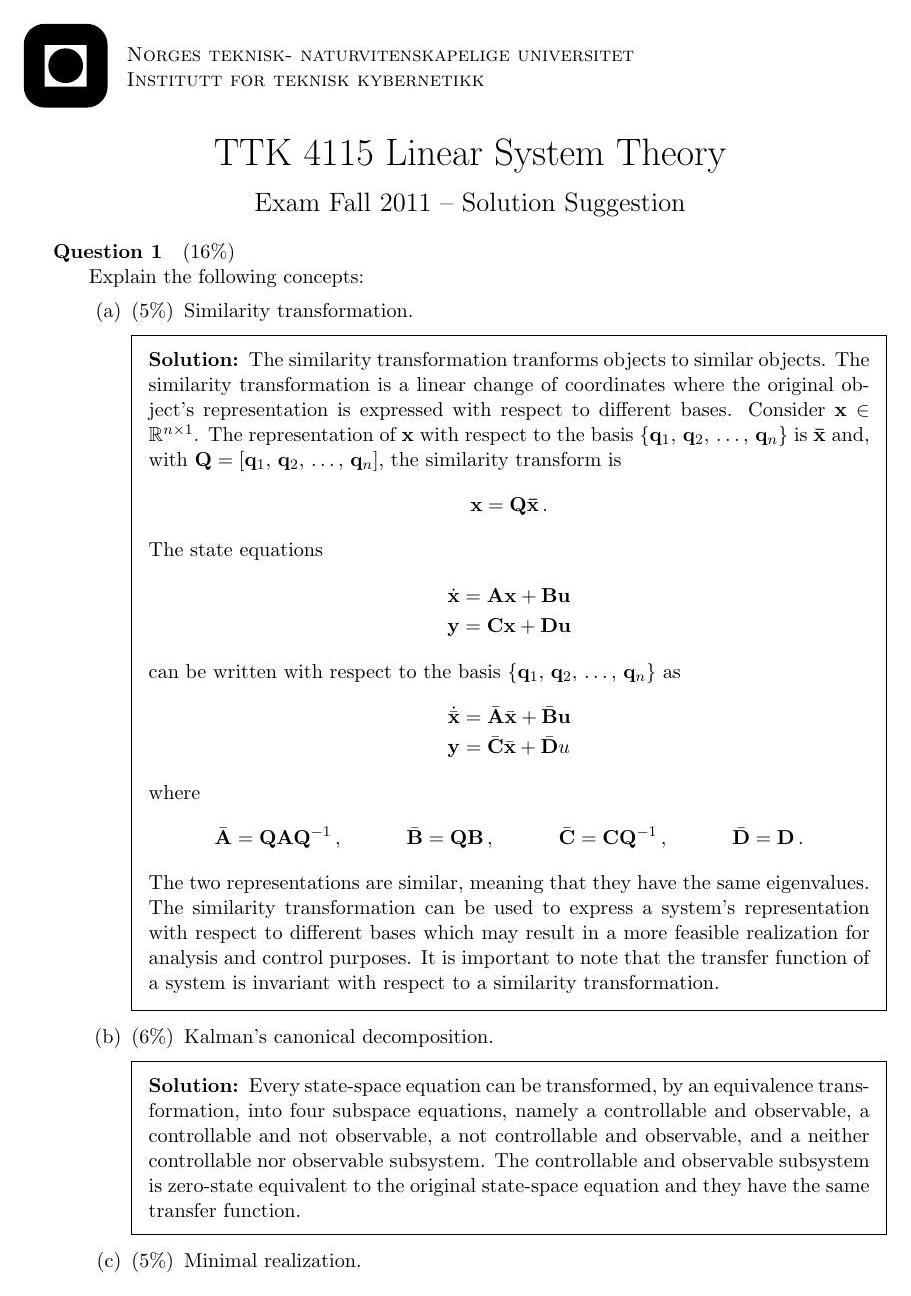 Norges teknisk- naturvitenskapelige universitet
Institutt for teknisk kybernetikk
TTK 4115 Linear System Theory
Exam Fall 2011 – Solution Suggestion
Question 1 (16%)
Explain the following concepts:
(a) (5%) Similarity transformation.
Solution: The similarity transformation tranforms objects to similar objects. The
similarity transformation is a linear change of coordinates where the original ob-
ject's representation is expressed with respect to different bases. Consider x ∈
ℝⁿˣ¹. The representation of x with respect to the basis {q₁, q₂, …, qₙ} is x̄ and,
with Q = [q₁, q₂, …, qₙ], the similarity transform is
x = Qx̄ .
The state equations
ẋ = Ax + Bu
y = Cx + Du
can be written with respect to the basis {q₁, q₂, …, qₙ} as
x̄̇ = Āx̄ + B̄u
y = C̄x̄ + D̄u
where
Ā = QAQ⁻¹ , B̄ = QB , C̄ = CQ⁻¹ , D̄ = D .
The two representations are similar, meaning that they have the same eigenvalues.
The similarity transformation can be used to express a system's representation
with respect to different bases which may result in a more feasible realization for
analysis and control purposes. It is important to note that the transfer function of
a system is invariant with respect to a similarity transformation.
(b) (6%) Kalman's canonical decomposition.
Solution: Every state-space equation can be transformed, by an equivalence trans-
formation, into four subspace equations, namely a controllable and observable, a
controllable and not observable, a not controllable and observable, and a neither
controllable nor observable subsystem. The controllable and observable subsystem
is zero-state equivalent to the original state-space equation and they have the same
transfer function.
(c) (5%) Minimal realization.